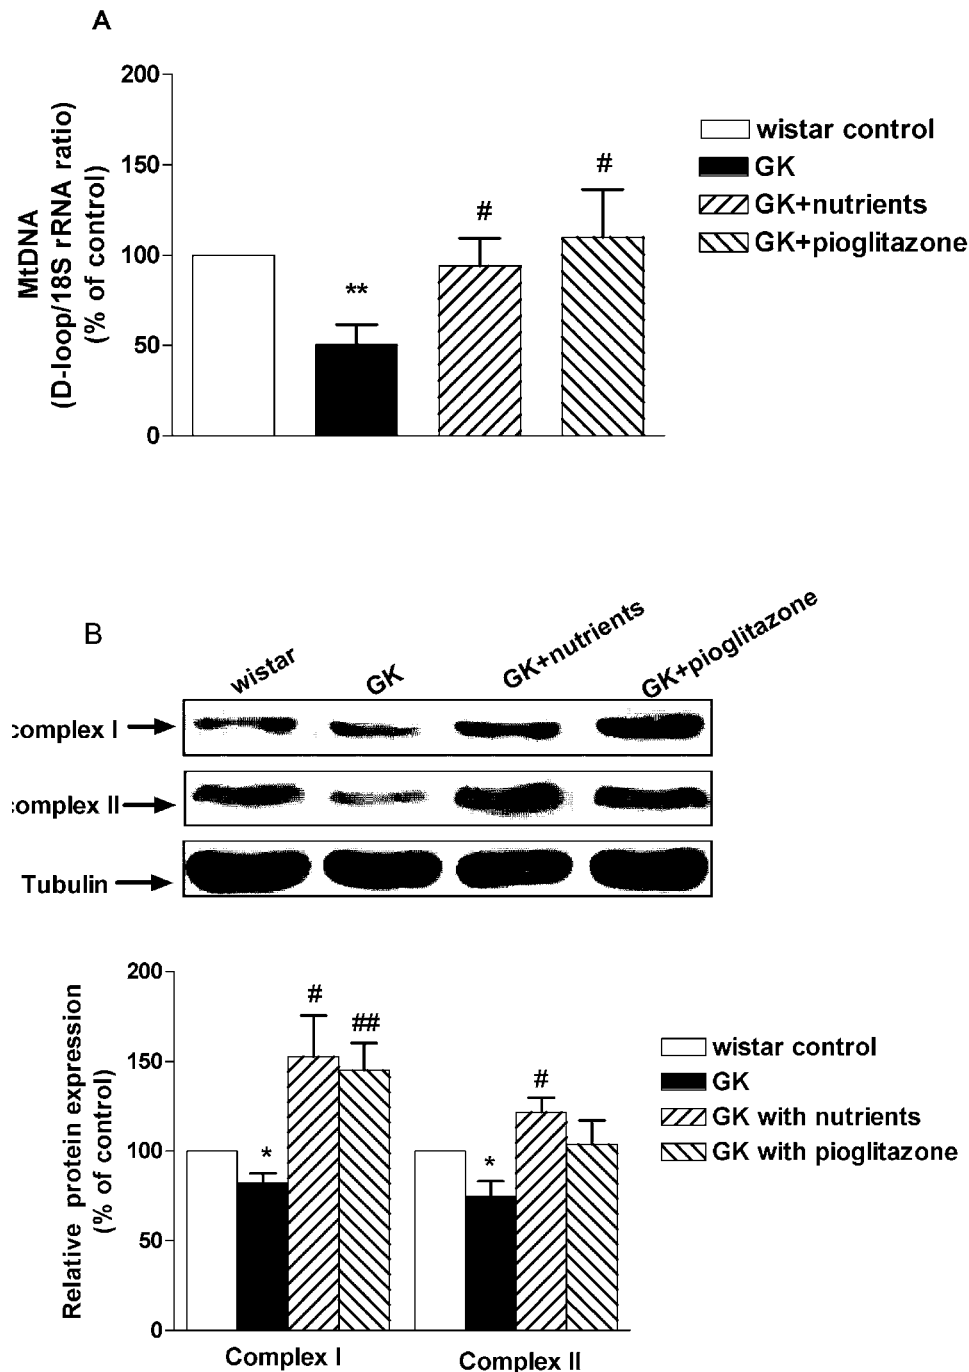 A
200
150
100
50
0
MtDNA
(D-loop/18S rRNA ratio)
(% of control)
**
#
#
wistar control
GK
GK+nutrients
GK+pioglitazone
B
wistar
GK
GK+nutrients
GK+pioglitazone
complex I
complex II
Tubulin
200
150
100
50
0
Relative protein expression
(% of control)
*
#
##
*
#
Complex I
Complex II
wistar control
GK
GK with nutrients
GK with pioglitazone